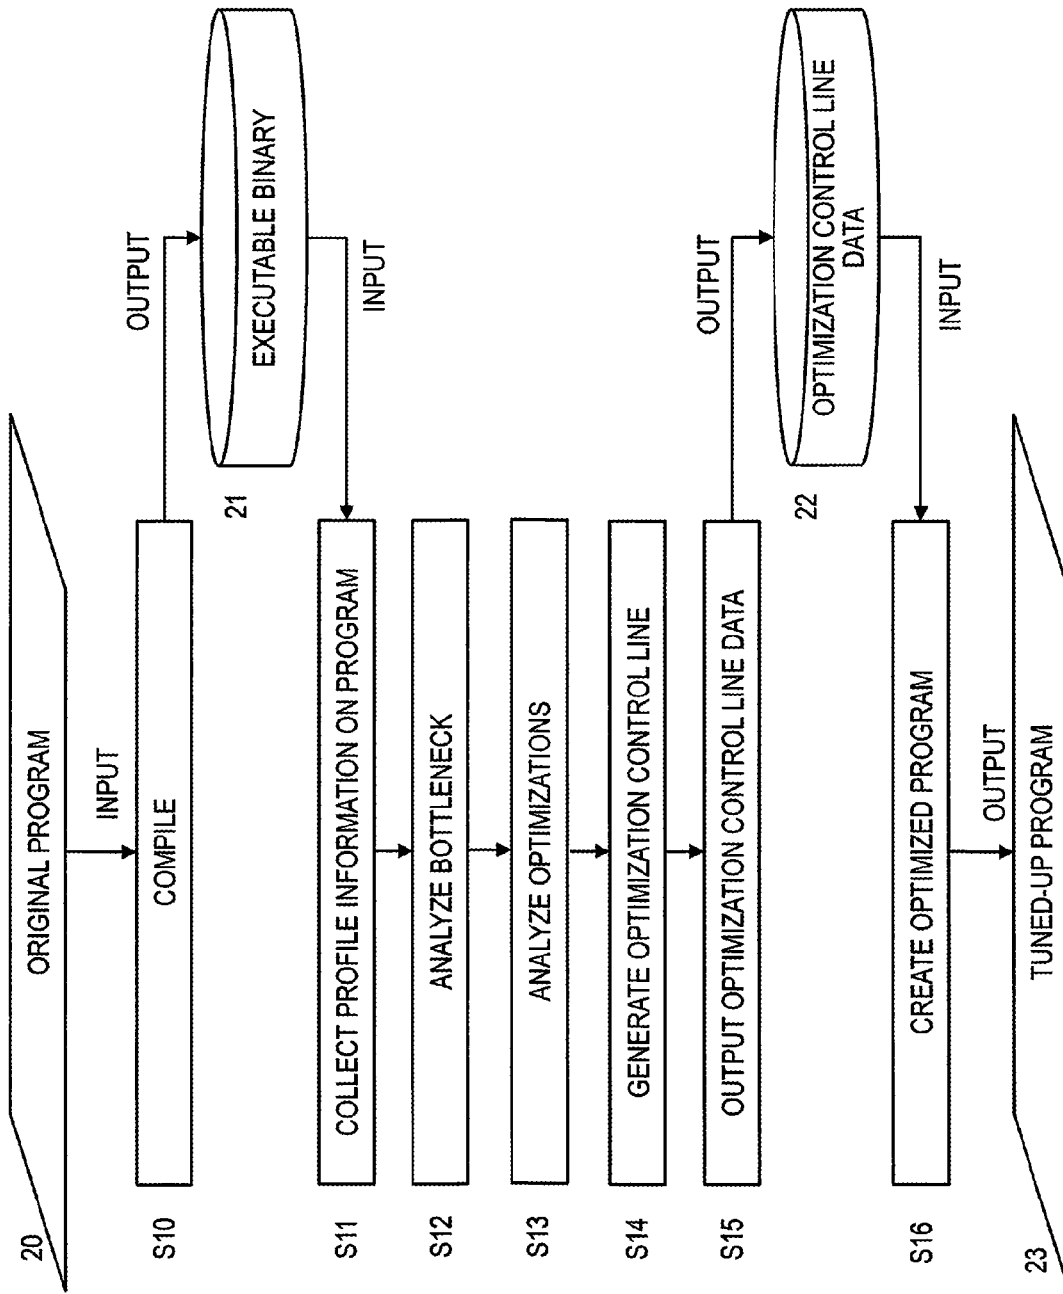 20
ORIGINAL PROGRAM
INPUT
S10
COMPILE
OUTPUT
21
EXECUTABLE BINARY
INPUT
S11
COLLECT PROFILE INFORMATION ON PROGRAM
S12
ANALYZE BOTTLENECK
S13
ANALYZE OPTIMIZATIONS
S14
GENERATE OPTIMIZATION CONTROL LINE
S15
OUTPUT OPTIMIZATION CONTROL LINE DATA
OUTPUT
22
OPTIMIZATION CONTROL LINE
DATA
INPUT
S16
CREATE OPTIMIZED PROGRAM
OUTPUT
23
TUNED-UP PROGRAM